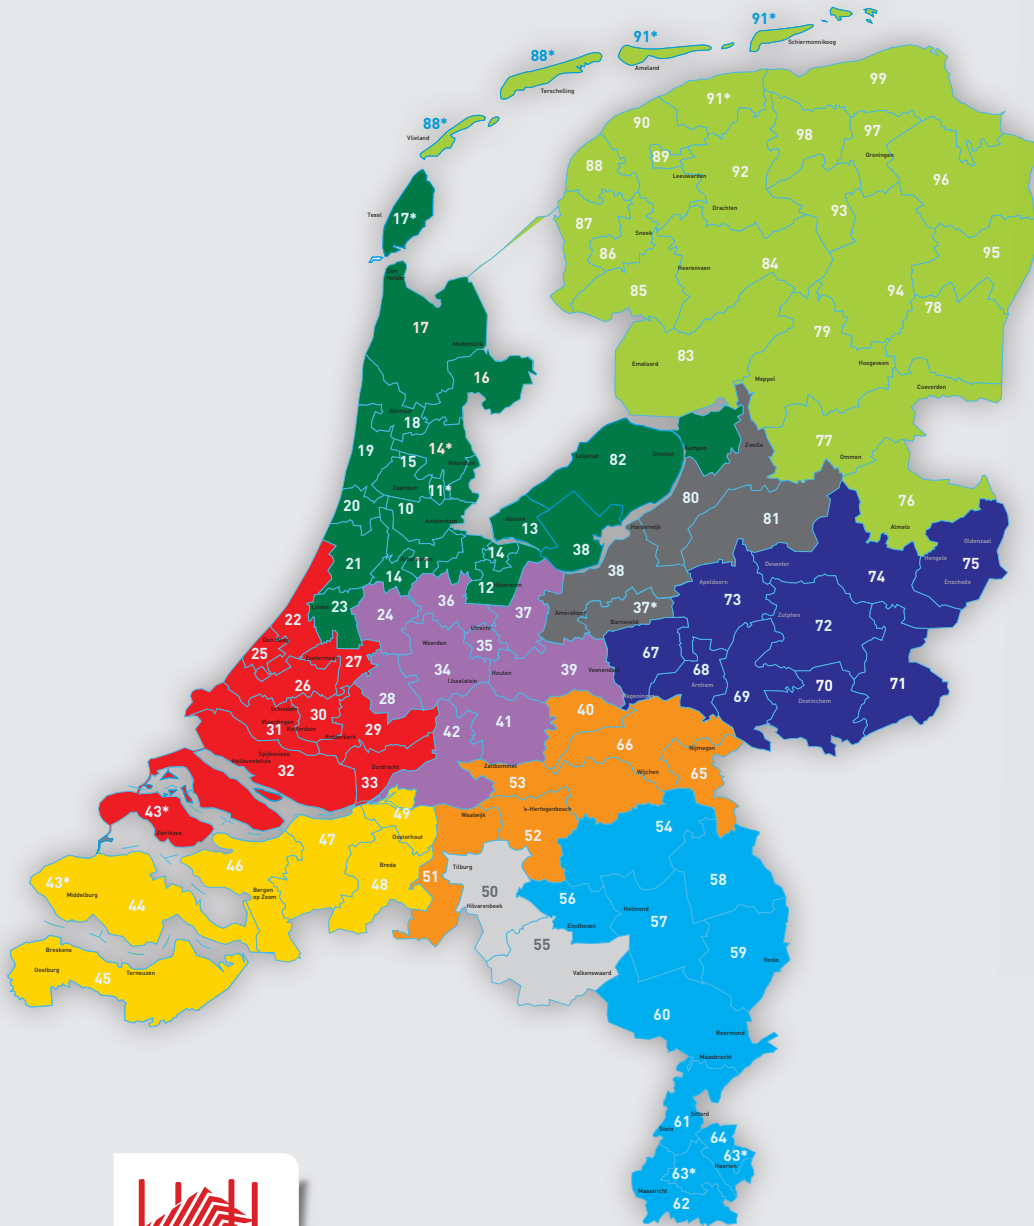 91*
Schiermonnikoog
91*
Ameland
88*
Terschelling
99
91*
90
98
97
Groningen
88*
Vlieland
89
88
Leeuwarden
92
96
17*
Texel
Drachten
93
87
Sneek
86
95
Heerenveen
84
Den
Helder
85
94
78
17
79
Medemblik
83
Emeloord
Hoogeveen
16
Meppel
Coevorden
Alkmaar
18
19
14*
15
Volendam
Zaandam
11*
20
10
Amsterdam
82
Lelystad
Dronten
Kampen
Zwolle
77
Ommen
80
76
Almelo
81
Almere
13
Harderwijk
38
Oldenzaal
Hengelo
75
Enschede
21
11
14
14
12
Hilversum
38
Deventer
74
Apeldoorn
73
37*
Barneveld
Amersfoort
23
Leiden
22
24
36
37
Zutphen
72
Utrecht
35
Woerden
Den Haag
25
Zoetermeer
27
26
34
IJsselstein
Houten
39
Veenendaal
67
68
Arnhem
Wageningen
69
70
Doetinchem
71
28
Schiedam
30
Vlaardingen
31
Rotterdam
29
Ridderkerk
42
41
40
66
Nijmegen
Spijkenisse
Hellevoetsluis
32
Dordrecht
33
Zaltbommel
53
Wijchen
65
43*
Zierikzee
49
Waalwijk
's-Hertogenbosch
52
54
47
Oosterhout
46
Breda
48
51
Tilburg
50
Hilvarenbeek
58
43*
Middelburg
44
Bergen
op Zoom
56
Helmond
57
Eindhoven
55
59
Venlo
Breskens
Oostburg
45
Terneuzen
Valkenswaard
60
Roermond
Maasbracht
Sittard
61
Stein
64
63*
Heerlen
63*
Maastricht
62